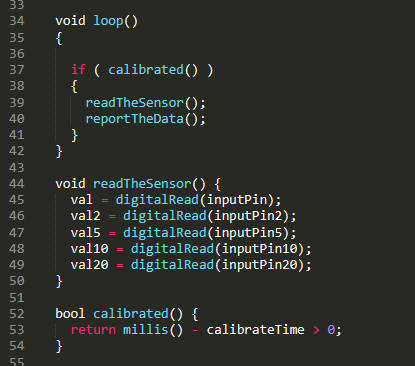 33
34 void loop()
35 {
36
37   if ( calibrated() )
38   {
39     readTheSensor();
40     reportTheData();
41   }
42 }
43
44 void readTheSensor() {
45   val = digitalRead(inputPin);
46   val2 = digitalRead(inputPin2);
47   val5 = digitalRead(inputPin5);
48   val10 = digitalRead(inputPin10);
49   val20 = digitalRead(inputPin20);
50 }
51
52 bool calibrated() {
53   return millis() - calibrateTime > 0;
54 }
55